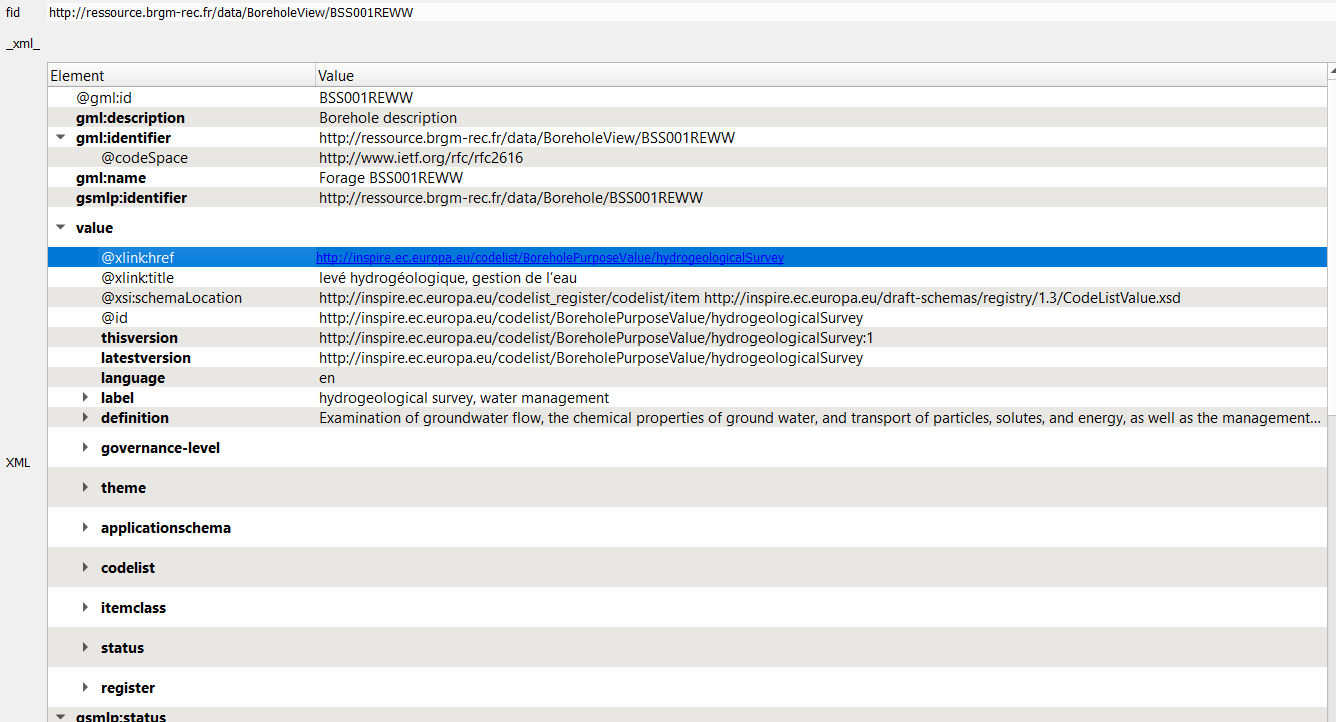 fid http://ressource.brgm-rec.fr/data/BoreholeView/BSS001REWW
_xml_
Element Value
@gml:id BSS001REWW
gml:description Borehole description
gml:identifier http://ressource.brgm-rec.fr/data/BoreholeView/BSS001REWW
@codeSpace http://www.ietf.org/rfc/rfc2616
gml:name Forage BSS001REWW
gsmlp:identifier http://ressource.brgm-rec.fr/data/Borehole/BSS001REWW
value
@xlink:href http://inspire.ec.europa.eu/codelist/BoreholePurposeValue/hydrogeologicalSurvey
@xlink:title levé hydrogéologique, gestion de l’eau
@xsi:schemaLocation http://inspire.ec.europa.eu/codelist_register/codelist/item http://inspire.ec.europa.eu/draft-schemas/registry/1.3/CodeListValue.xsd
@id http://inspire.ec.europa.eu/codelist/BoreholePurposeValue/hydrogeologicalSurvey
thisversion http://inspire.ec.europa.eu/codelist/BoreholePurposeValue/hydrogeologicalSurvey:1
latestversion http://inspire.ec.europa.eu/codelist/BoreholePurposeValue/hydrogeologicalSurvey
language en
label hydrogeological survey, water management
definition Examination of groundwater flow, the chemical properties of ground water, and transport of particles, solutes, and energy, as well as the management...
governance-level
XML
theme
applicationschema
codelist
itemclass
status
register
gsmlp:status